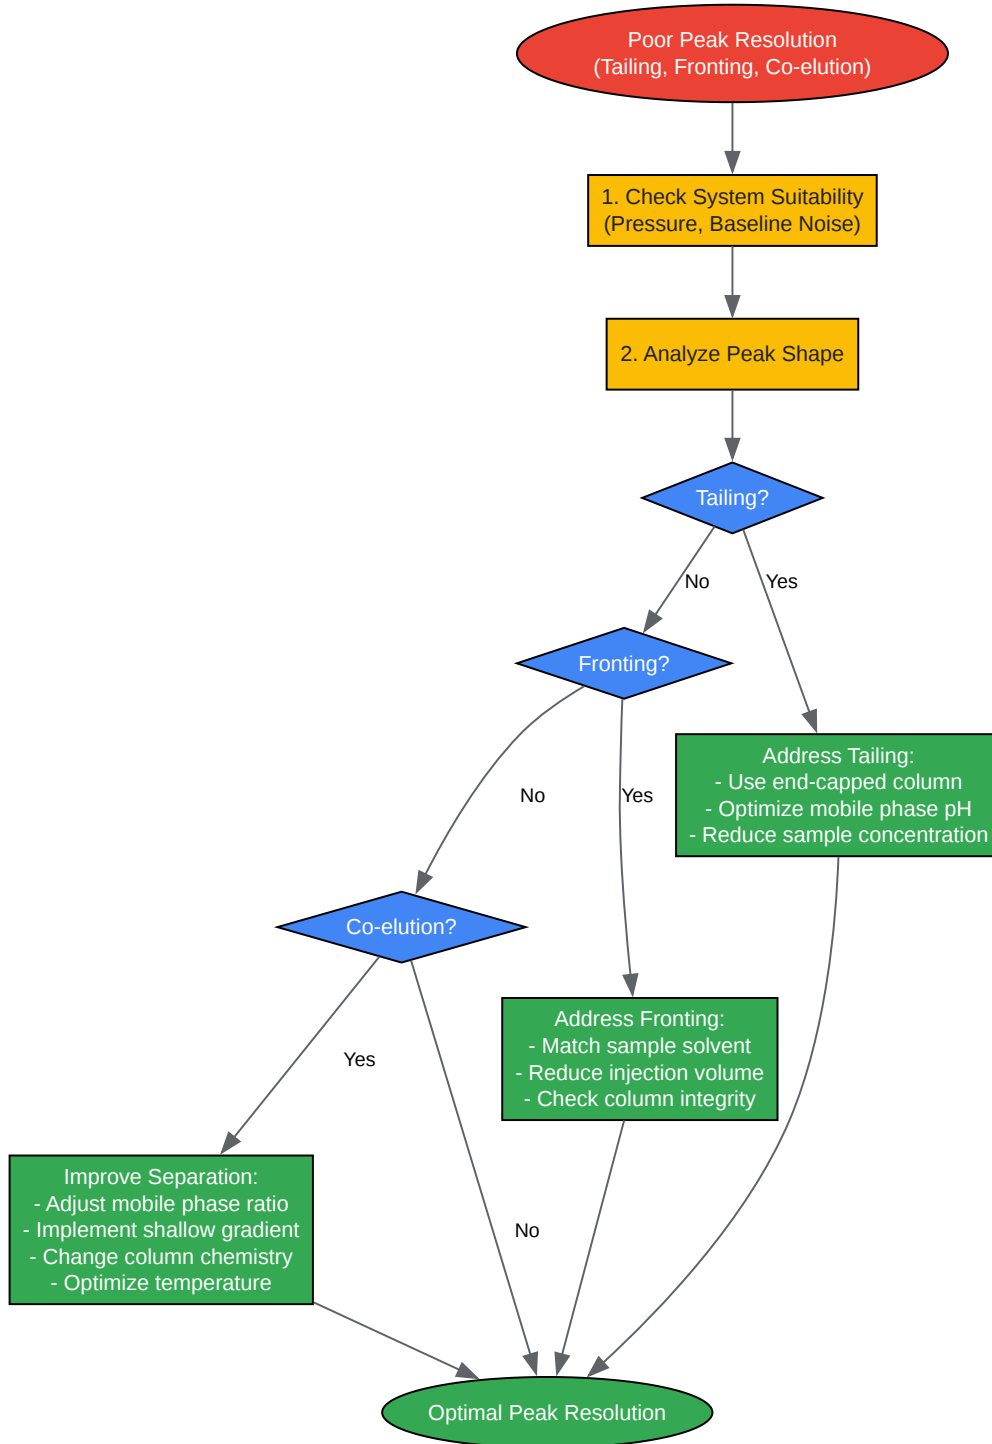 Poor Peak Resolution
(Tailing, Fronting, Co-elution)
1. Check System Suitability
(Pressure, Baseline Noise)
2. Analyze Peak Shape
Tailing?
No
Yes
Fronting?
Address Tailing:
- Use end-capped column
- Optimize mobile phase pH
- Reduce sample concentration
No
Yes
Co-elution?
Address Fronting:
- Match sample solvent
- Reduce injection volume
- Check column integrity
Yes
Improve Separation:
- Adjust mobile phase ratio
- Implement shallow gradient
- Change column chemistry
- Optimize temperature
No
Optimal Peak Resolution